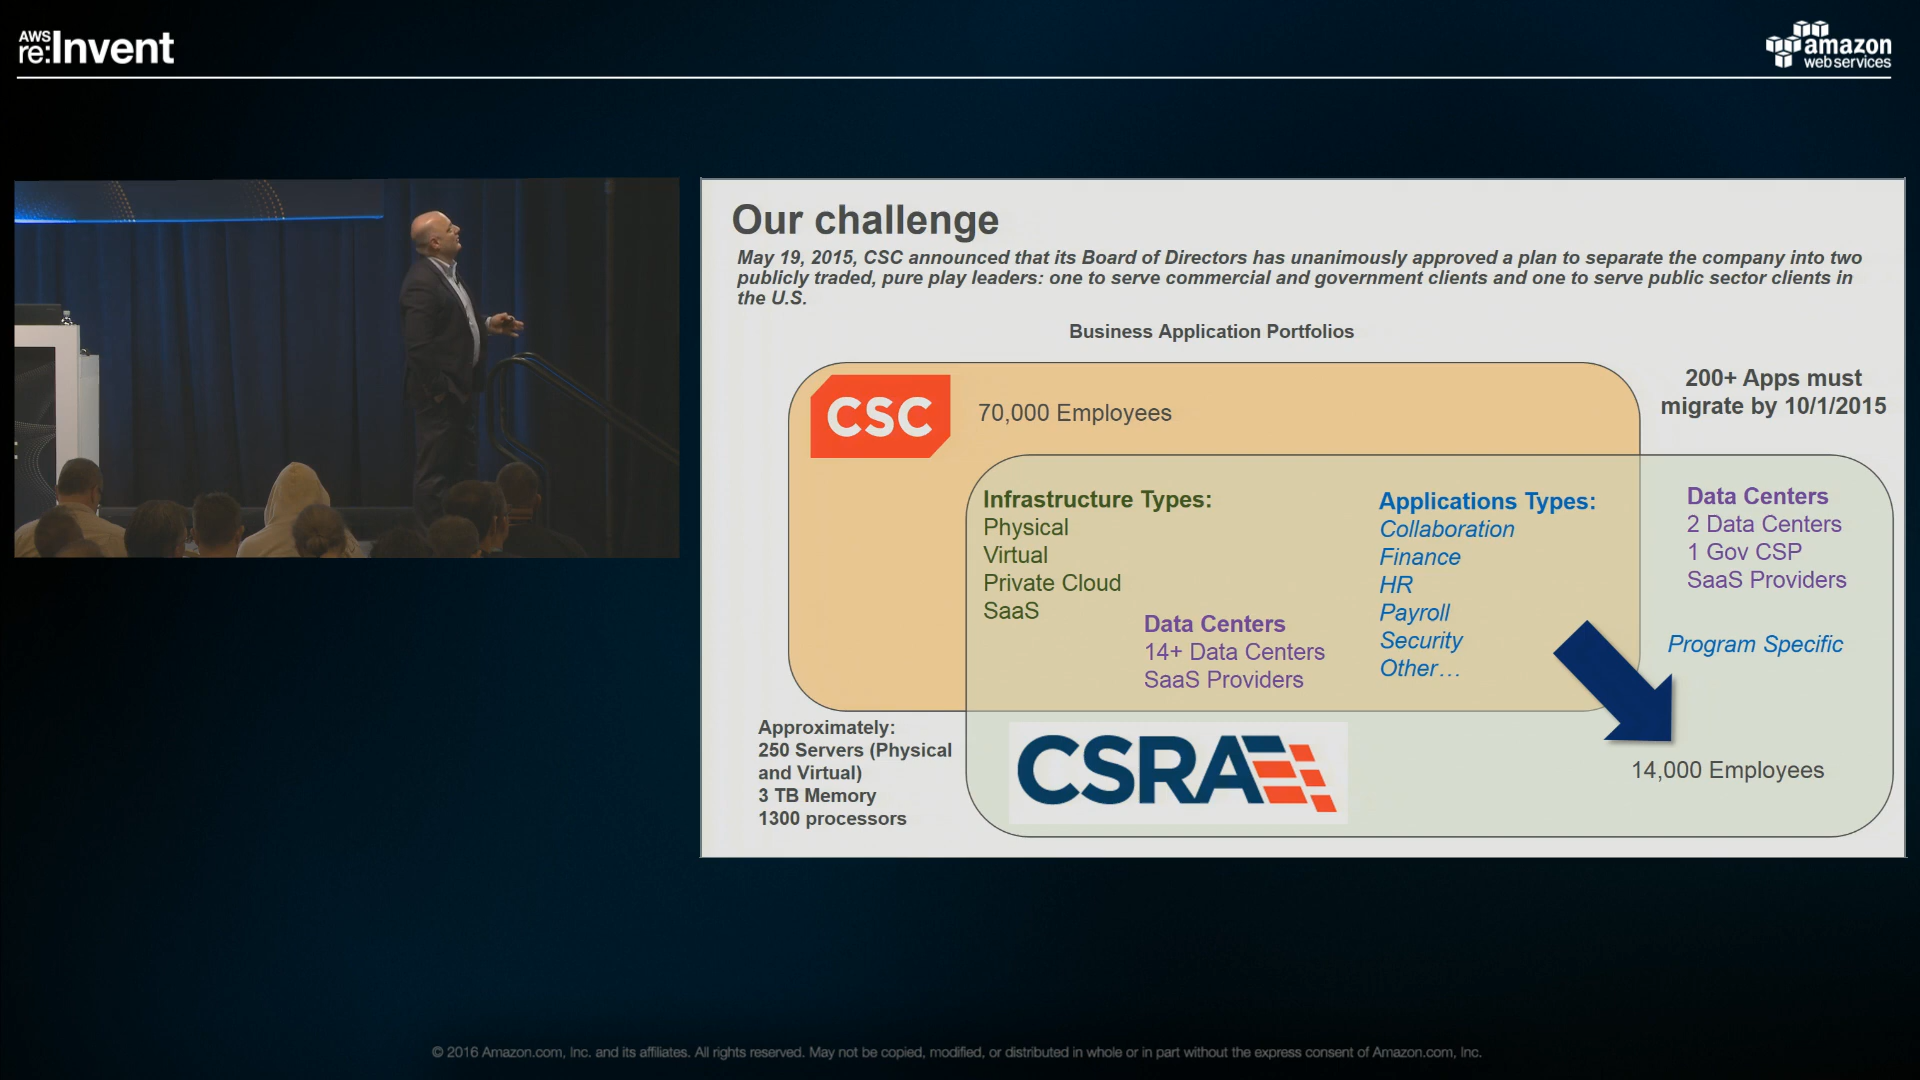 AWS
re:Invent
amazon
web services
Our challenge
May 19, 2015, CSC announced that its Board of Directors has unanimously approved a plan to separate the company into two
publicly traded, pure play leaders: one to serve commercial and government clients and one to serve public sector clients in
the U.S.
Business Application Portfolios
CSC
70,000 Employees
200+ Apps must
migrate by 10/1/2015
Infrastructure Types:
Physical
Virtual
Private Cloud
SaaS
Data Centers
14+ Data Centers
SaaS Providers
Applications Types:
Collaboration
Finance
HR
Payroll
Security
Other…
Data Centers
2 Data Centers
1 Gov CSP
SaaS Providers
Program Specific
Approximately:
250 Servers (Physical
and Virtual)
3 TB Memory
1300 processors
CSRA
14,000 Employees
© 2016 Amazon.com, Inc. and its affiliates. All rights reserved. May not be copied, modified, or distributed in whole or in part without the express consent of Amazon.com, Inc.